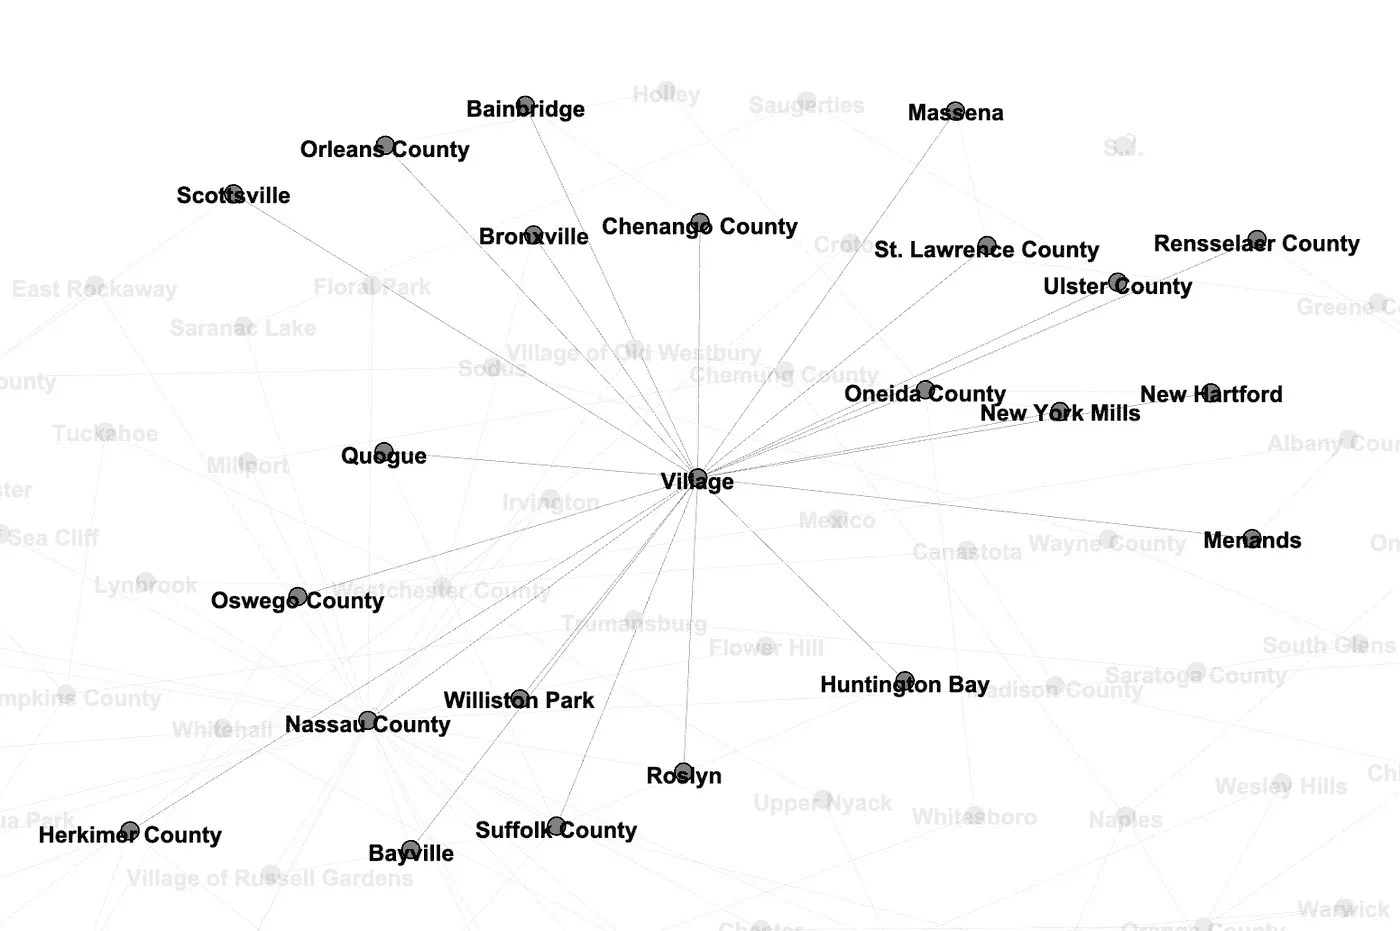 Holley
Saugerties
Bainbridge
Massena
Orleans County
Scottsville
Bronxville
Chenango County
St. Lawrence County
Rensselaer County
Ulster County
East Rockaway
Floral Park
Saranac Lake
Village of Old Westbury
Sodus
Chemung County
Oneida County
New York Mills
New Hartford
Tuckahoe
Quogue
Millport
Village
Irvington
Mexico
Canastota
Wayne County
Menands
Sea Cliff
Lynbrook
Westchester County
Oswego County
Trumansburg
Flower Hill
South Glens
Saratoga County
Huntington Bay
adison County
mpkins County
Williston Park
Nassau County
Whitehall
Roslyn
Wesley Hills
Upper Nyack
Whitesboro
Naples
Suffolk County
Herkimer County
Bayville
Village of Russell Gardens
Warwick
Albany Cou
Greene C
ounty
ster
ua Park